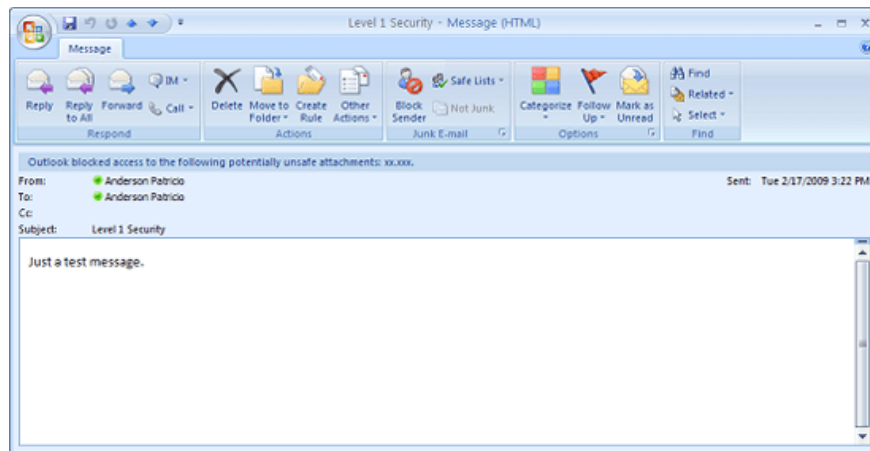 Level 1 Security - Message (HTML)
Message
Reply
Reply to All
Forward
IM
Call
Respond
Delete
Move to Folder
Create Rule
Other Actions
Actions
Block Sender
Safe Lists
Not Junk
Junk E-mail
Categorize
Follow Up
Mark as Unread
Options
Find
Related
Select
Find
Outlook blocked access to the following potentially unsafe attachments: xx.xxx.
From: Anderson Patricio
Sent: Tue 2/17/2009 3:22 PM
To: Anderson Patricio
Cc:
Subject: Level 1 Security
Just a test message.